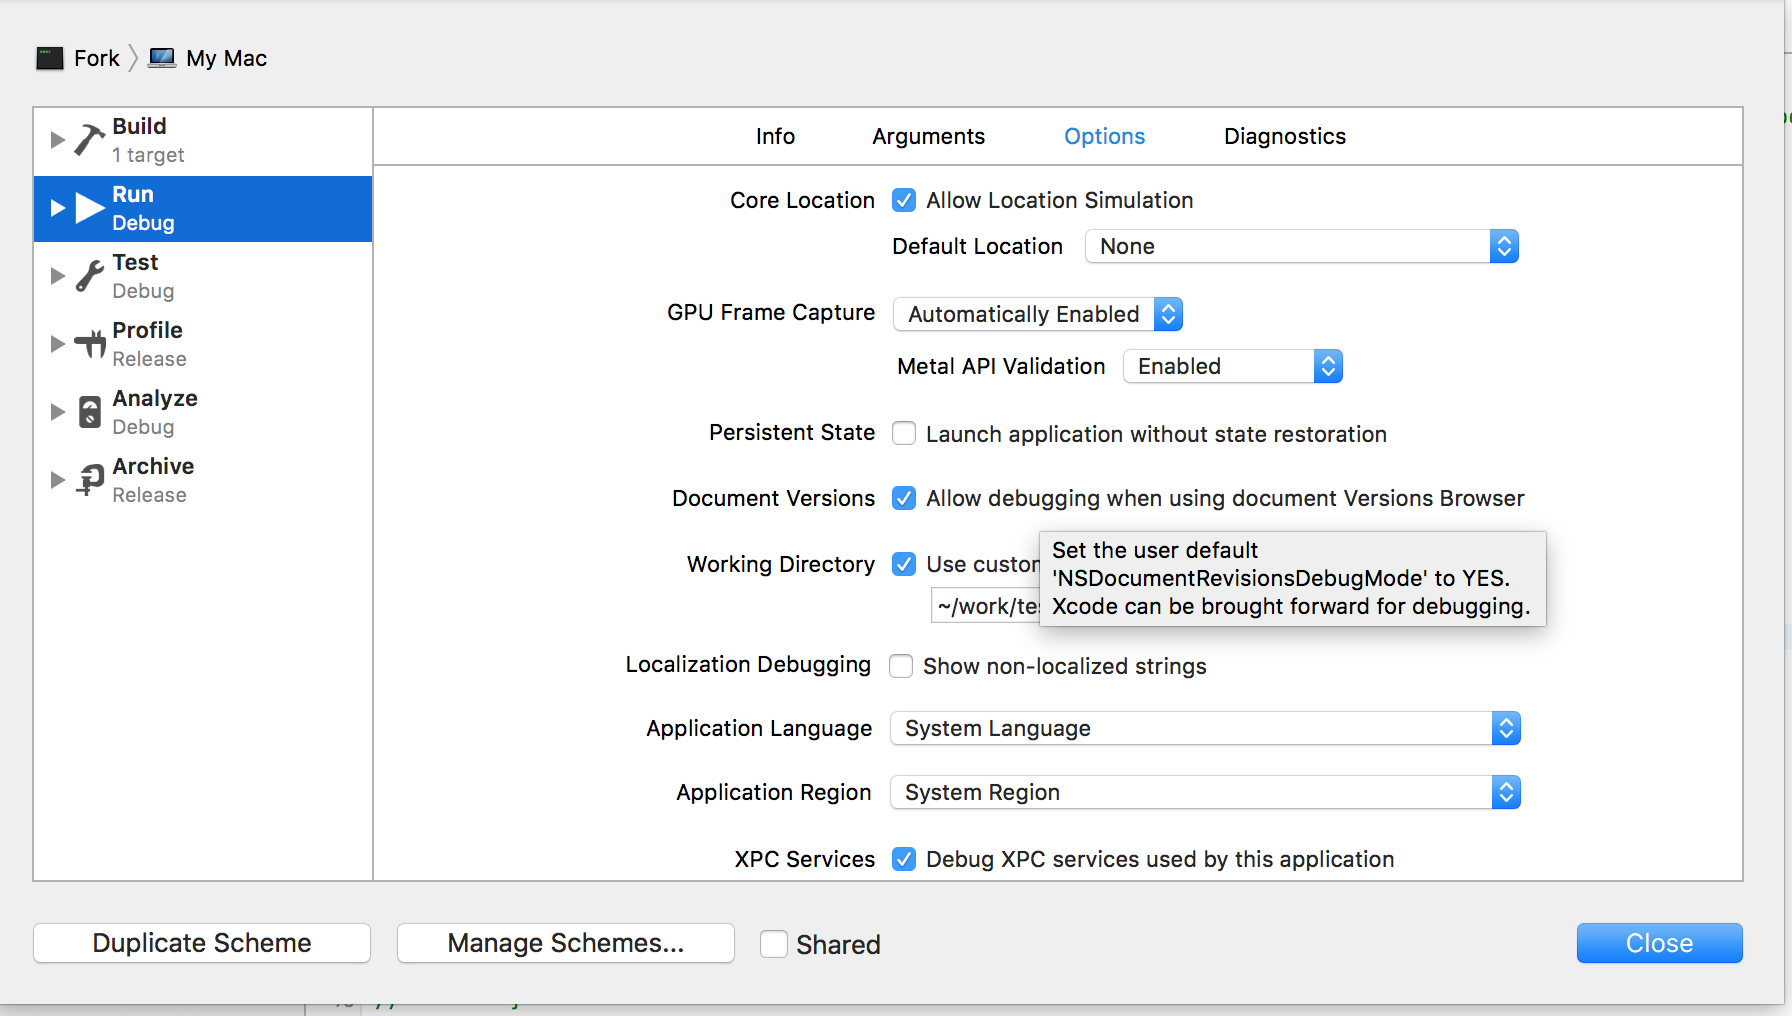 Fork My Mac
Build
1 target
Run
Debug
Test
Debug
Profile
Release
Analyze
Debug
Archive
Release
Info Arguments Options Diagnostics
Core Location Allow Location Simulation
Default Location None
GPU Frame Capture Automatically Enabled
Metal API Validation Enabled
Persistent State Launch application without state restoration
Document Versions Allow debugging when using document Versions Browser
Working Directory Use
~/work/
Set the user default
'NSDocumentRevisionsDebugMode' to YES.
Xcode can be brought forward for debugging.
Localization Debugging Show non-localized strings
Application Language System Language
Application Region System Region
XPC Services Debug XPC services used by this application
Duplicate Scheme Manage Schemes... Shared Close
//